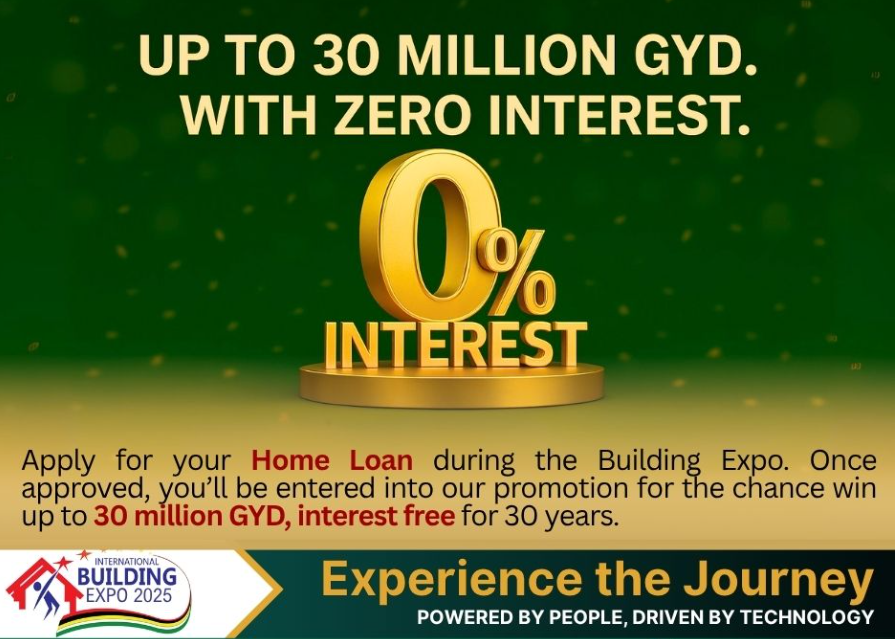 UP TO 30 MILLION GYD.
WITH ZERO INTEREST.
0%
INTEREST
Apply for your Home Loan during the Building Expo. Once
approved, you'll be entered into our promotion for the chance win
up to 30 million GYD, interest free for 30 years.
INTERNATIONAL
BUILDING
EXPO 2025
Experience the Journey
POWERED BY PEOPLE, DRIVEN BY TECHNOLOGY